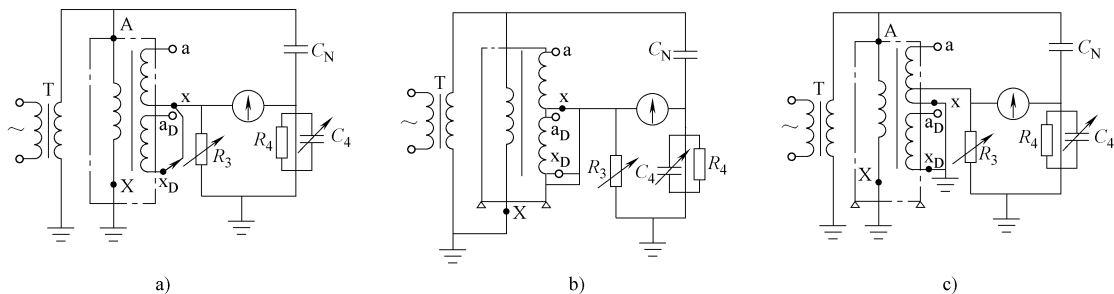 A
a
C_N
T
x
a_D
~
R_3
R_4
C_4
x_D
X
a)
a
C_N
T
x
a_D
~
x_D
R_3
C_4
R_4
X
b)
A
a
C_N
T
x
a_D
~
R_3
R_4
C_4
X
x_D
c)